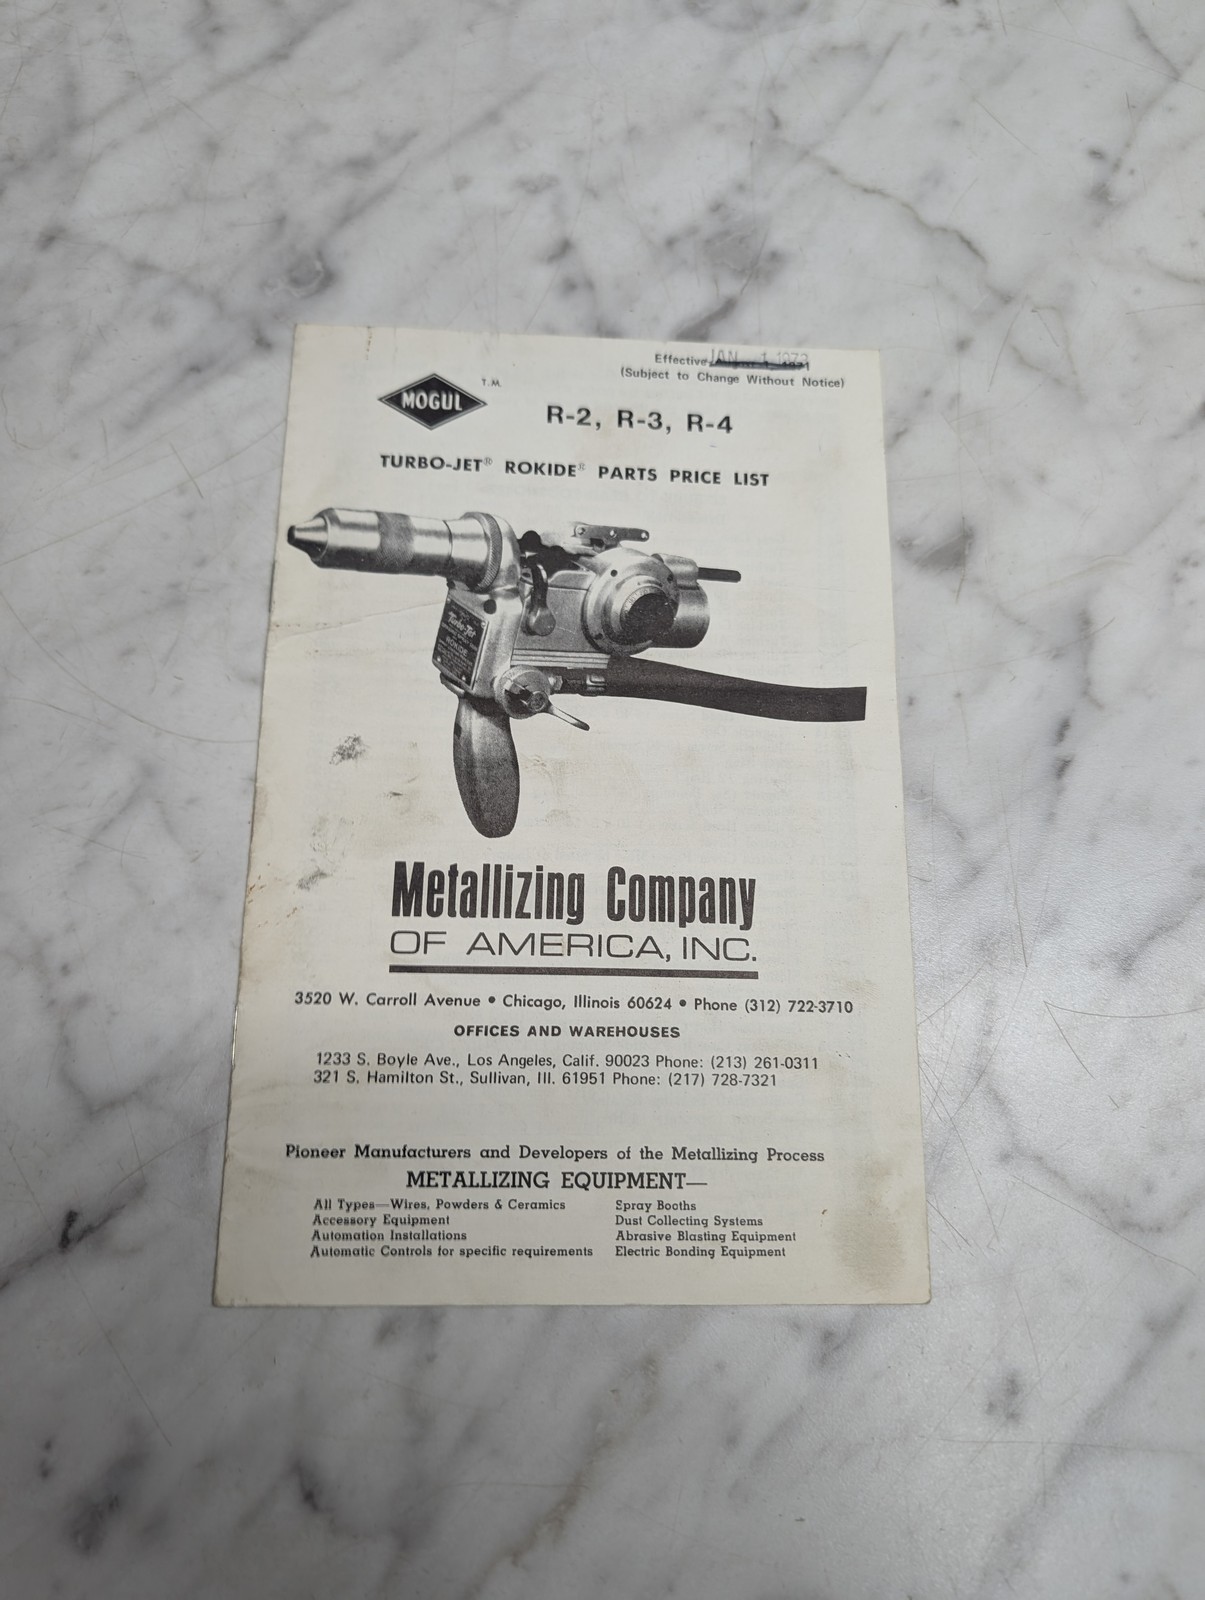 Effective JAN. 1 1973
(Subject to Change Without Notice)
MOGUL
T.M.
R-2, R-3, R-4
TURBO-JET® ROKIDE® PARTS PRICE LIST
Turbo-Jet
ROKIDE
Metallizing Company
OF AMERICA, INC.
3520 W. Carroll Avenue • Chicago, Illinois 60624 • Phone (312) 722-3710
OFFICES AND WAREHOUSES
1233 S. Boyle Ave., Los Angeles, Calif. 90023 Phone: (213) 261-0311
321 S. Hamilton St., Sullivan, Ill. 61951 Phone: (217) 728-7321
Pioneer Manufacturers and Developers of the Metallizing Process
METALLIZING EQUIPMENT—
All Types—Wires, Powders & Ceramics
Accessory Equipment
Automation Installations
Automatic Controls for specific requirements
Spray Booths
Dust Collecting Systems
Abrasive Blasting Equipment
Electric Bonding Equipment